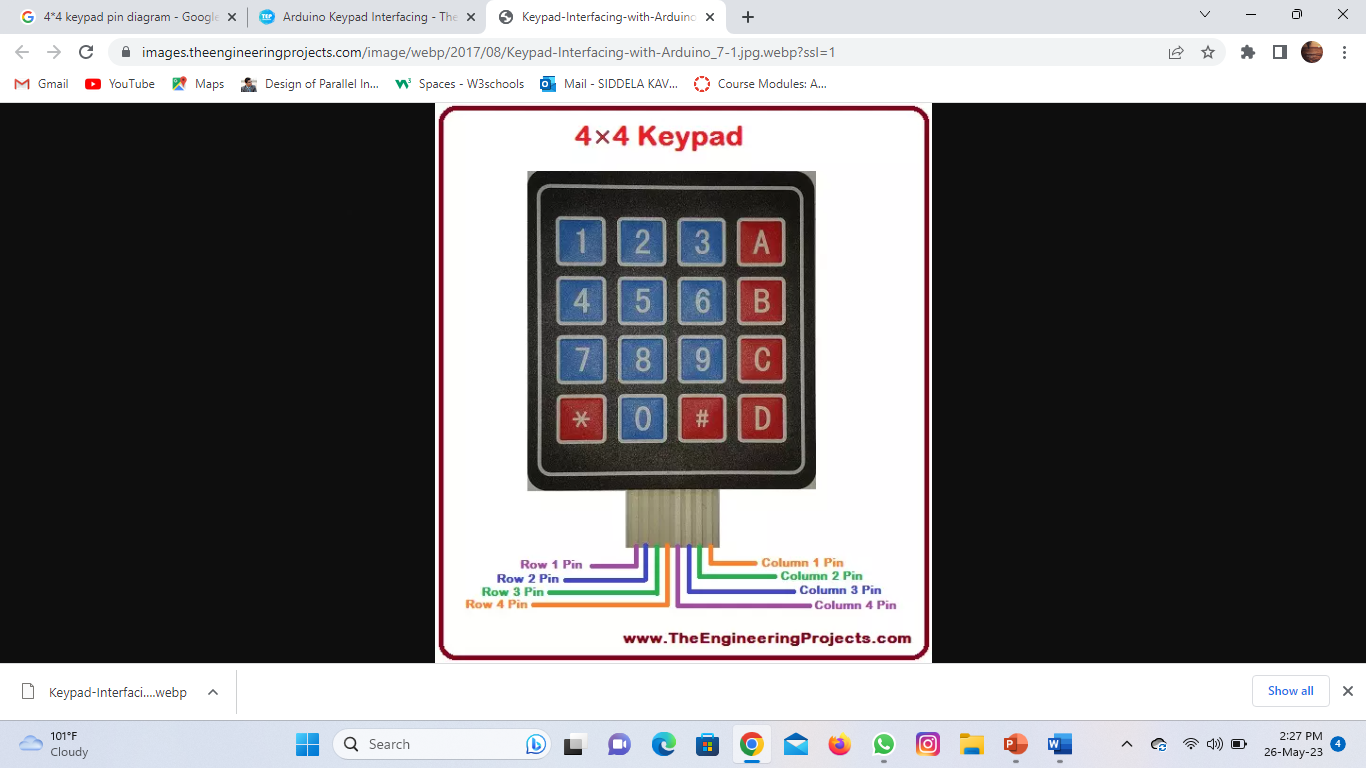 4*4 keypad pin diagram - Google
Arduino Keypad Interfacing - The
Keypad-Interfacing-with-Arduino
images.theengineeringprojects.com/image/webp/2017/08/Keypad-Interfacing-with-Arduino_7-1.jpg.webp?ssl=1
Gmail
YouTube
Maps
Design of Parallel In...
Spaces - W3schools
Mail - SIDDELA KAV...
Course Modules: A...
4×4 Keypad
1 2 3 A
4 5 6 B
7 8 9 C
* 0 # D
Row 1 Pin
Row 2 Pin
Row 3 Pin
Row 4 Pin
Column 1 Pin
Column 2 Pin
Column 3 Pin
Column 4 Pin
www.TheEngineeringProjects.com
Keypad-Interfaci....webp
Show all
101°F
Cloudy
Search
2:27 PM
26-May-23
4